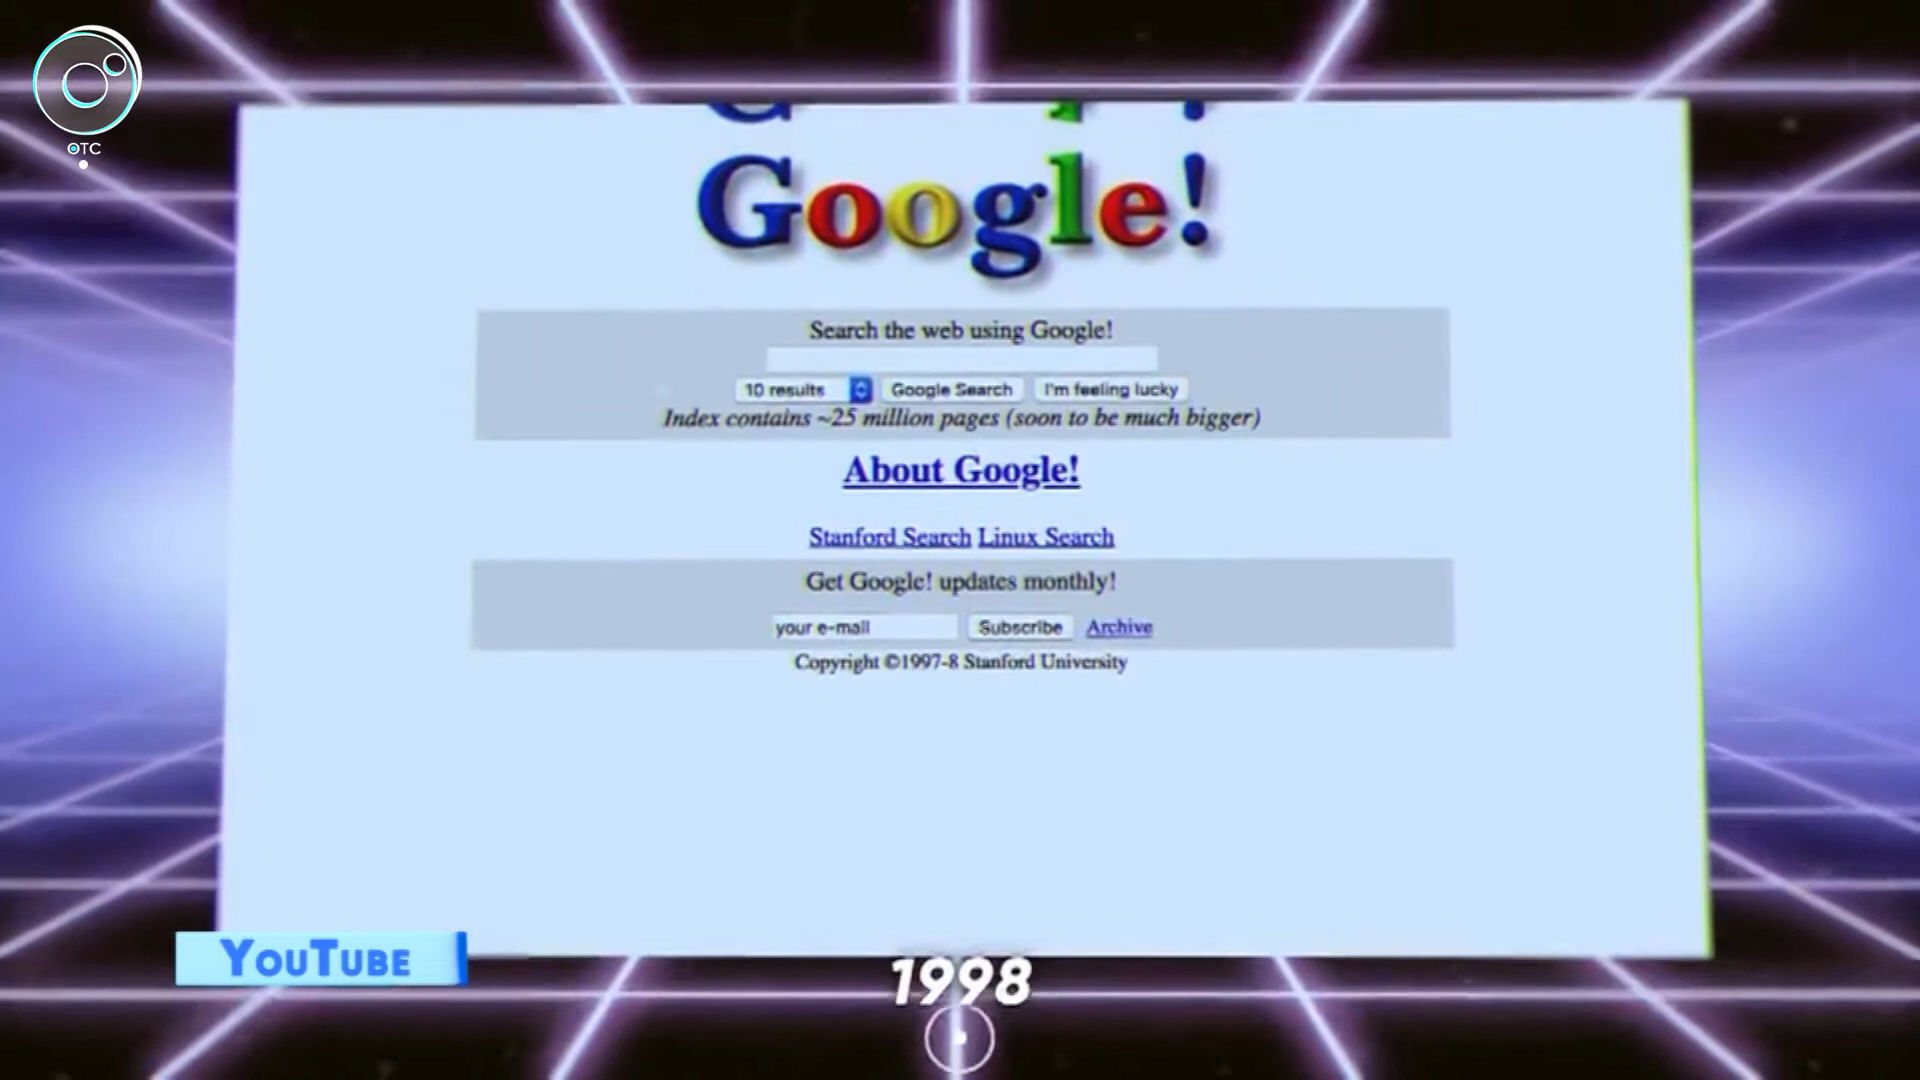 ОТС
Google!
Search the web using Google!
10 results Google Search I'm feeling lucky
Index contains ~25 million pages (soon to be much bigger)
About Google!
Stanford Search Linux Search
Get Google! updates monthly!
your e-mail Subscribe Archive
Copyright ©1997-8 Stanford University
YouTube
1998